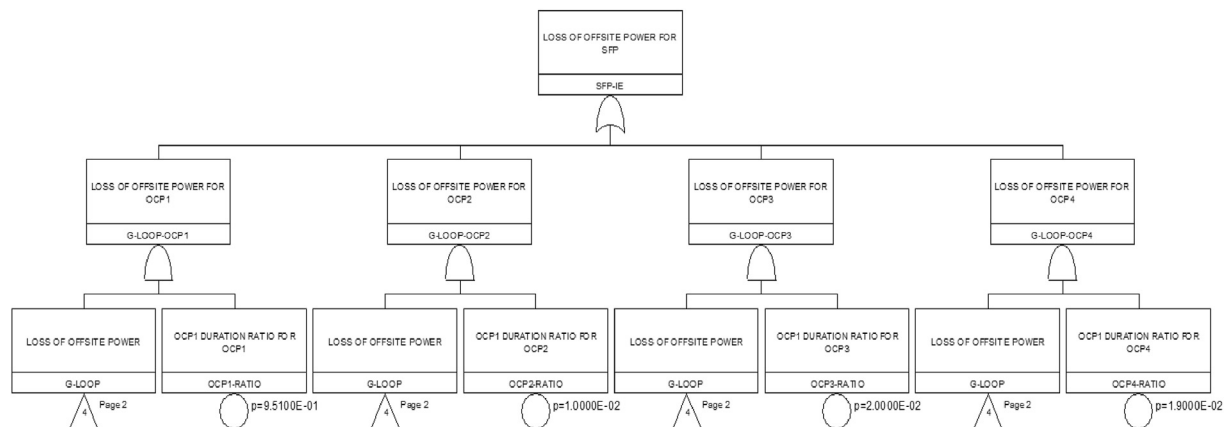 LOSS OF OFFSITE POWER FOR
SFP
SFP-IE
LOSS OF OFFSITE POWER FOR
OCP1
G-LOOP-OCP1
LOSS OF OFFSITE POWER FOR
OCP2
G-LOOP-OCP2
LOSS OF OFFSITE POWER FOR
OCP3
G-LOOP-OCP3
LOSS OF OFFSITE POWER FOR
OCP4
G-LOOP-OCP4
LOSS OF OFFSITE POWER
G-LOOP
4
Page 2
OCP1 DURATION RATIO FOR
OCP1
OCP1-RATIO
p=9.5100E-01
LOSS OF OFFSITE POWER
G-LOOP
4
Page 2
OCP1 DURATION RATIO FOR
OCP2
OCP2-RATIO
p=1.0000E-02
LOSS OF OFFSITE POWER
G-LOOP
4
Page 2
OCP1 DURATION RATIO FOR
OCP3
OCP3-RATIO
p=2.0000E-02
LOSS OF OFFSITE POWER
G-LOOP
4
Page 2
OCP1 DURATION RATIO FOR
OCP4
OCP4-RATIO
p=1.9000E-02